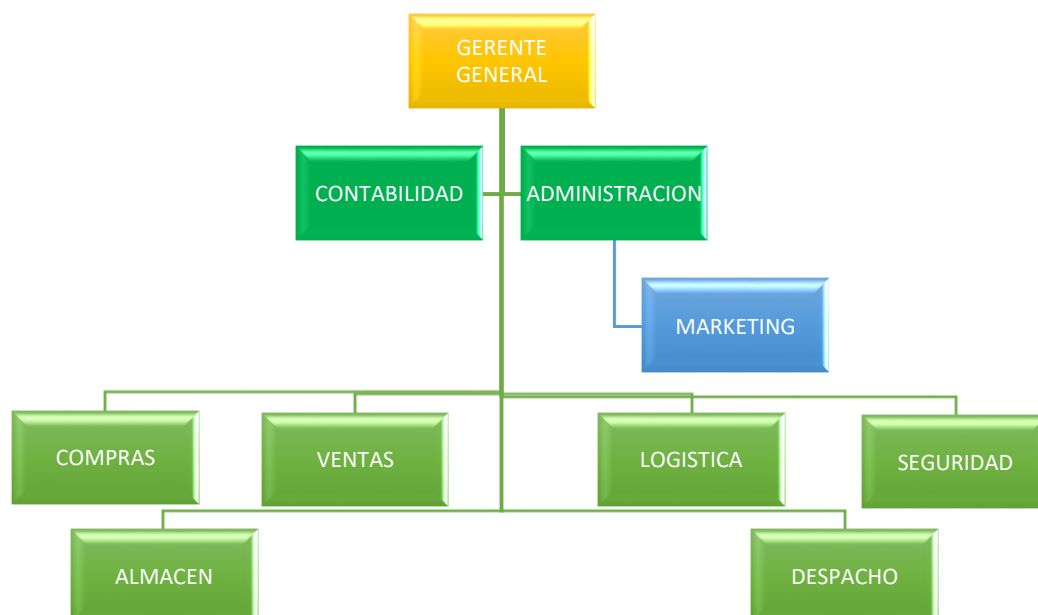 GERENTE
GENERAL
CONTABILIDAD
ADMINISTRACION
MARKETING
COMPRAS
VENTAS
LOGISTICA
SEGURIDAD
ALMACEN
DESPACHO